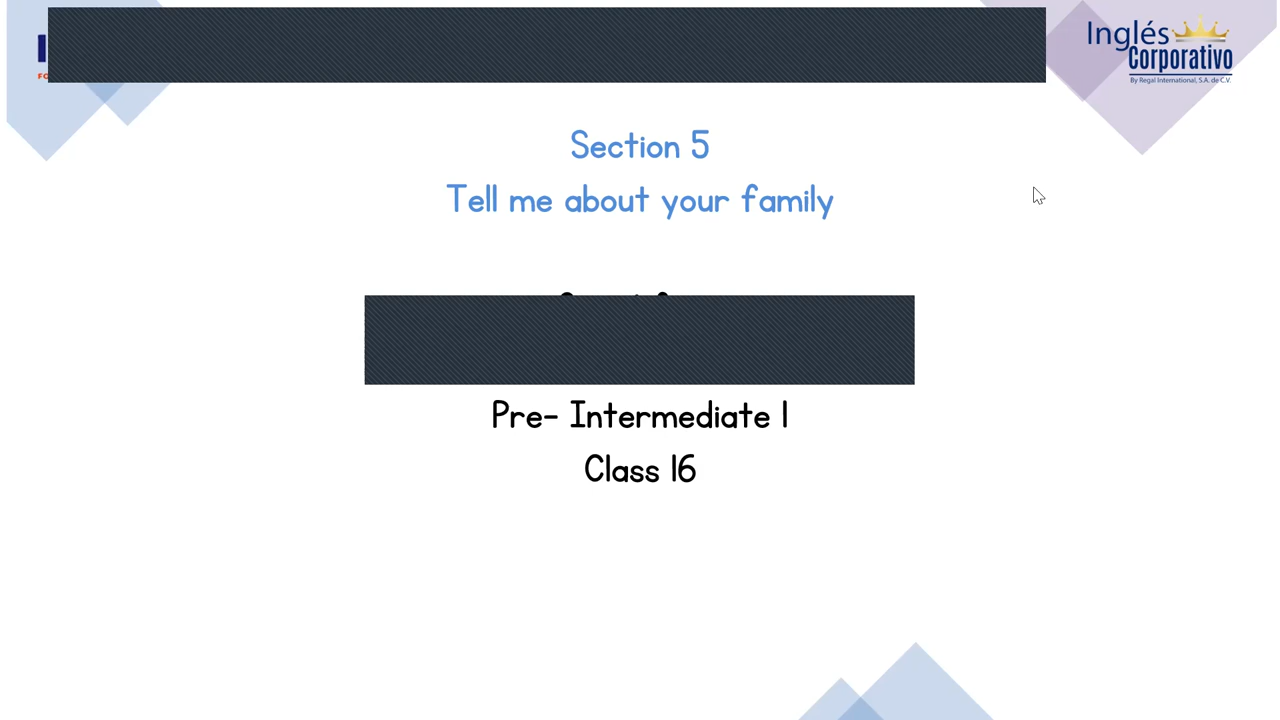 Inglés
Corporativo
By Regal International, S.A. de C.V.
Section 5
Tell me about your family
Pre- Intermediate 1
Class 16